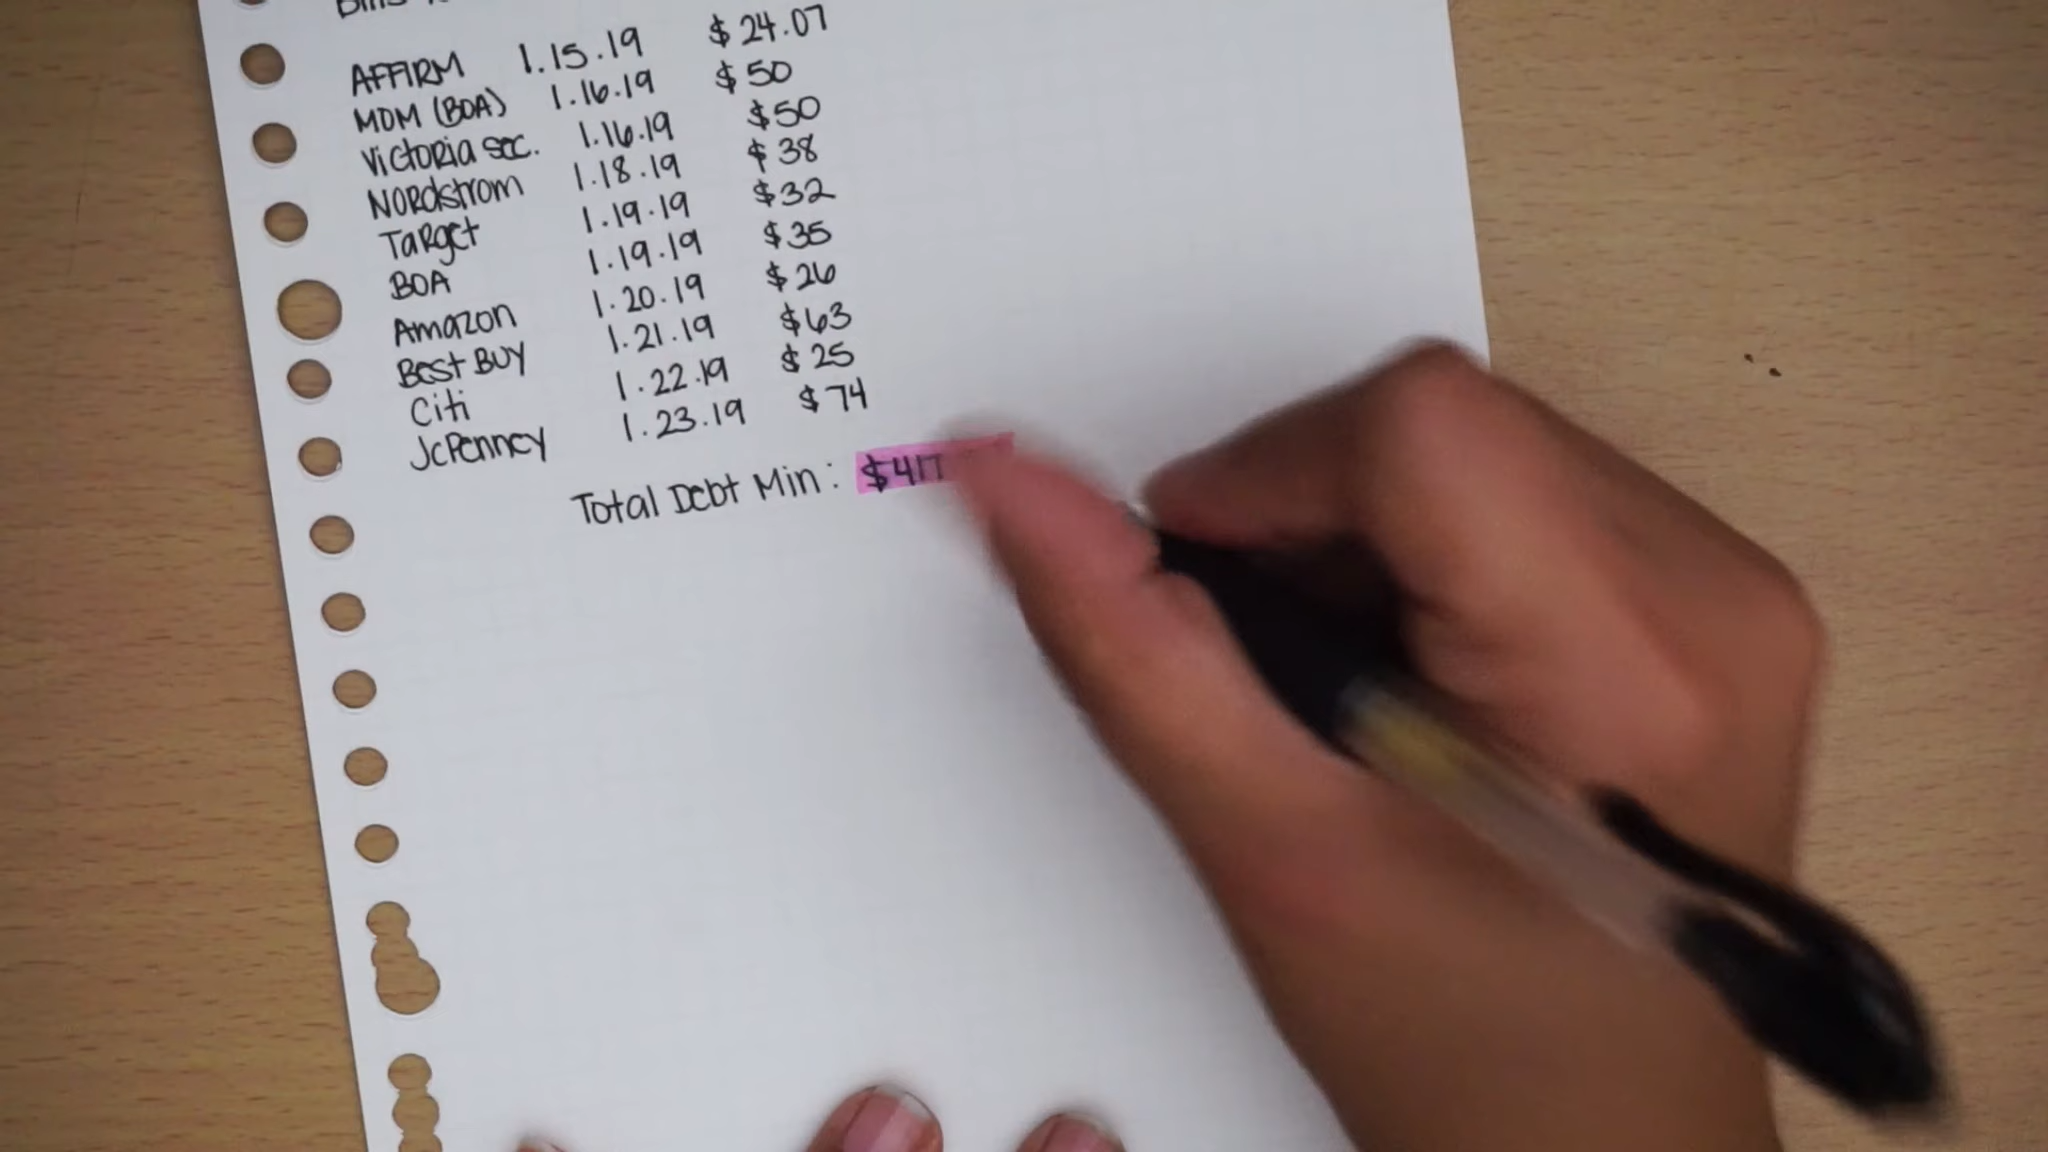 AFFIRM 1.15.19 $24.07
MOM (BOA) 1.16.19 $50
Victoria Sec. 1.16.19 $50
Nordstrom 1.18.19 $38
Target 1.19.19 $32
BOA 1.19.19 $35
Amazon 1.20.19 $26
Best Buy 1.21.19 $63
Citi 1.22.19 $25
JcPenney 1.23.19 $74
Total Debt Min: $417